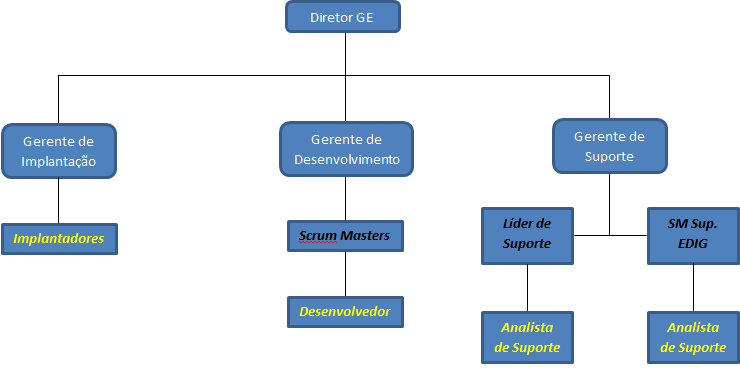 Diretor GE
Gerente de
Implantação
Gerente de
Desenvolvimento
Gerente de
Suporte
Implantadores
Scrum Masters
Líder de
Suporte
SM Sup.
EDIG
Desenvolvedor
Analista
de Suporte
Analista
de Suporte